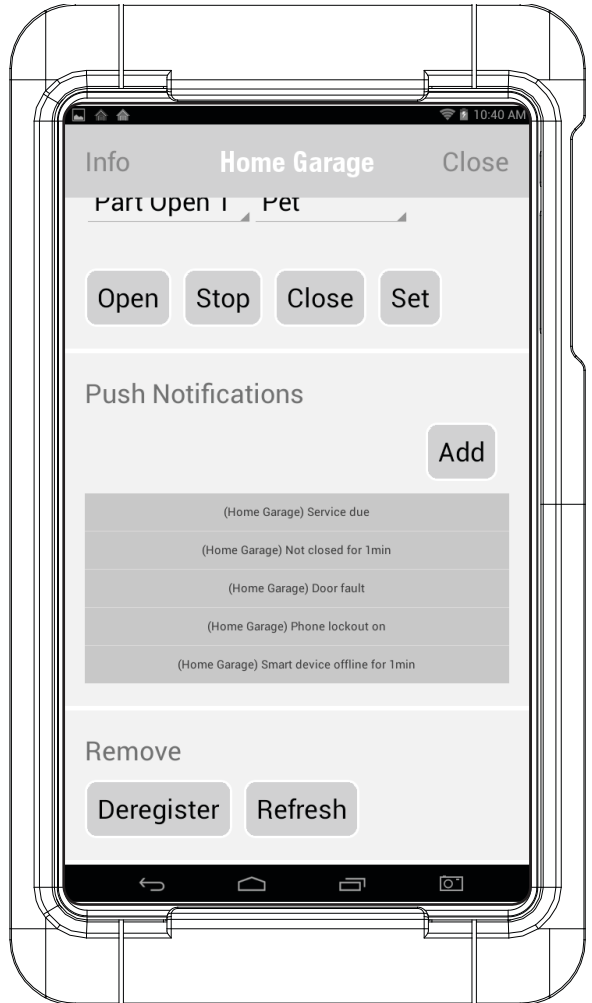 10:40 AM
Info Home Garage Close
Part Open 1 Pet
Open Stop Close Set
Push Notifications
Add
(Home Garage) Service due
(Home Garage) Not closed for 1min
(Home Garage) Door fault
(Home Garage) Phone lockout on
(Home Garage) Smart device offline for 1min
Remove
Deregister Refresh